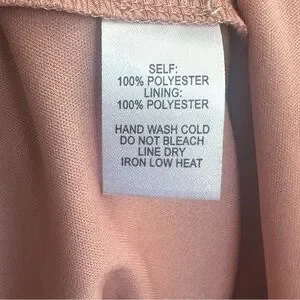 SELF:
100% POLYESTER
LINING:
100% POLYESTER
HAND WASH COLD
DO NOT BLEACH
LINE DRY
IRON LOW HEAT